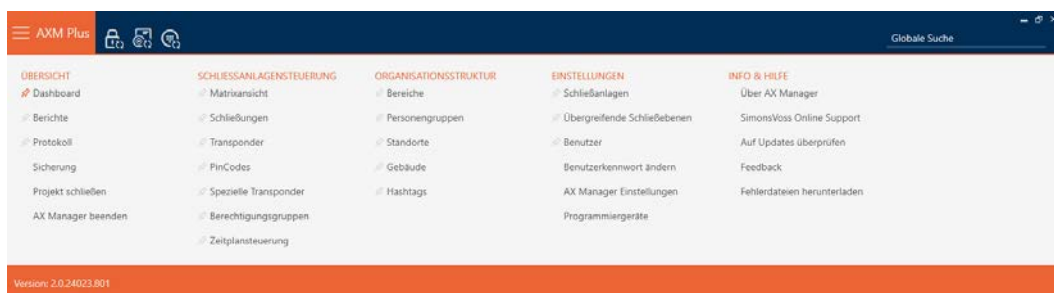 AXM Plus
Globale Suche
ÜBERSICHT
Dashboard
Berichte
Protokoll
Sicherung
Projekt schließen
AX Manager beenden
SCHLIESSANLAGENSTEUERUNG
Matrixansicht
Schließungen
Transponder
PinCodes
Spezielle Transponder
Berechtigungsgruppen
Zeitplansteuerung
ORGANISATIONSSTRUKTUR
Bereiche
Personengruppen
Standorte
Gebäude
Hashtags
EINSTELLUNGEN
Schließanlagen
Übergreifende Schließebenen
Benutzer
Benutzerkennwort ändern
AX Manager Einstellungen
Programmiergeräte
INFO & HILFE
Über AX Manager
SimonsVoss Online Support
Auf Updates überprüfen
Feedback
Fehlerdateien herunterladen
Version: 2.0.24023.801